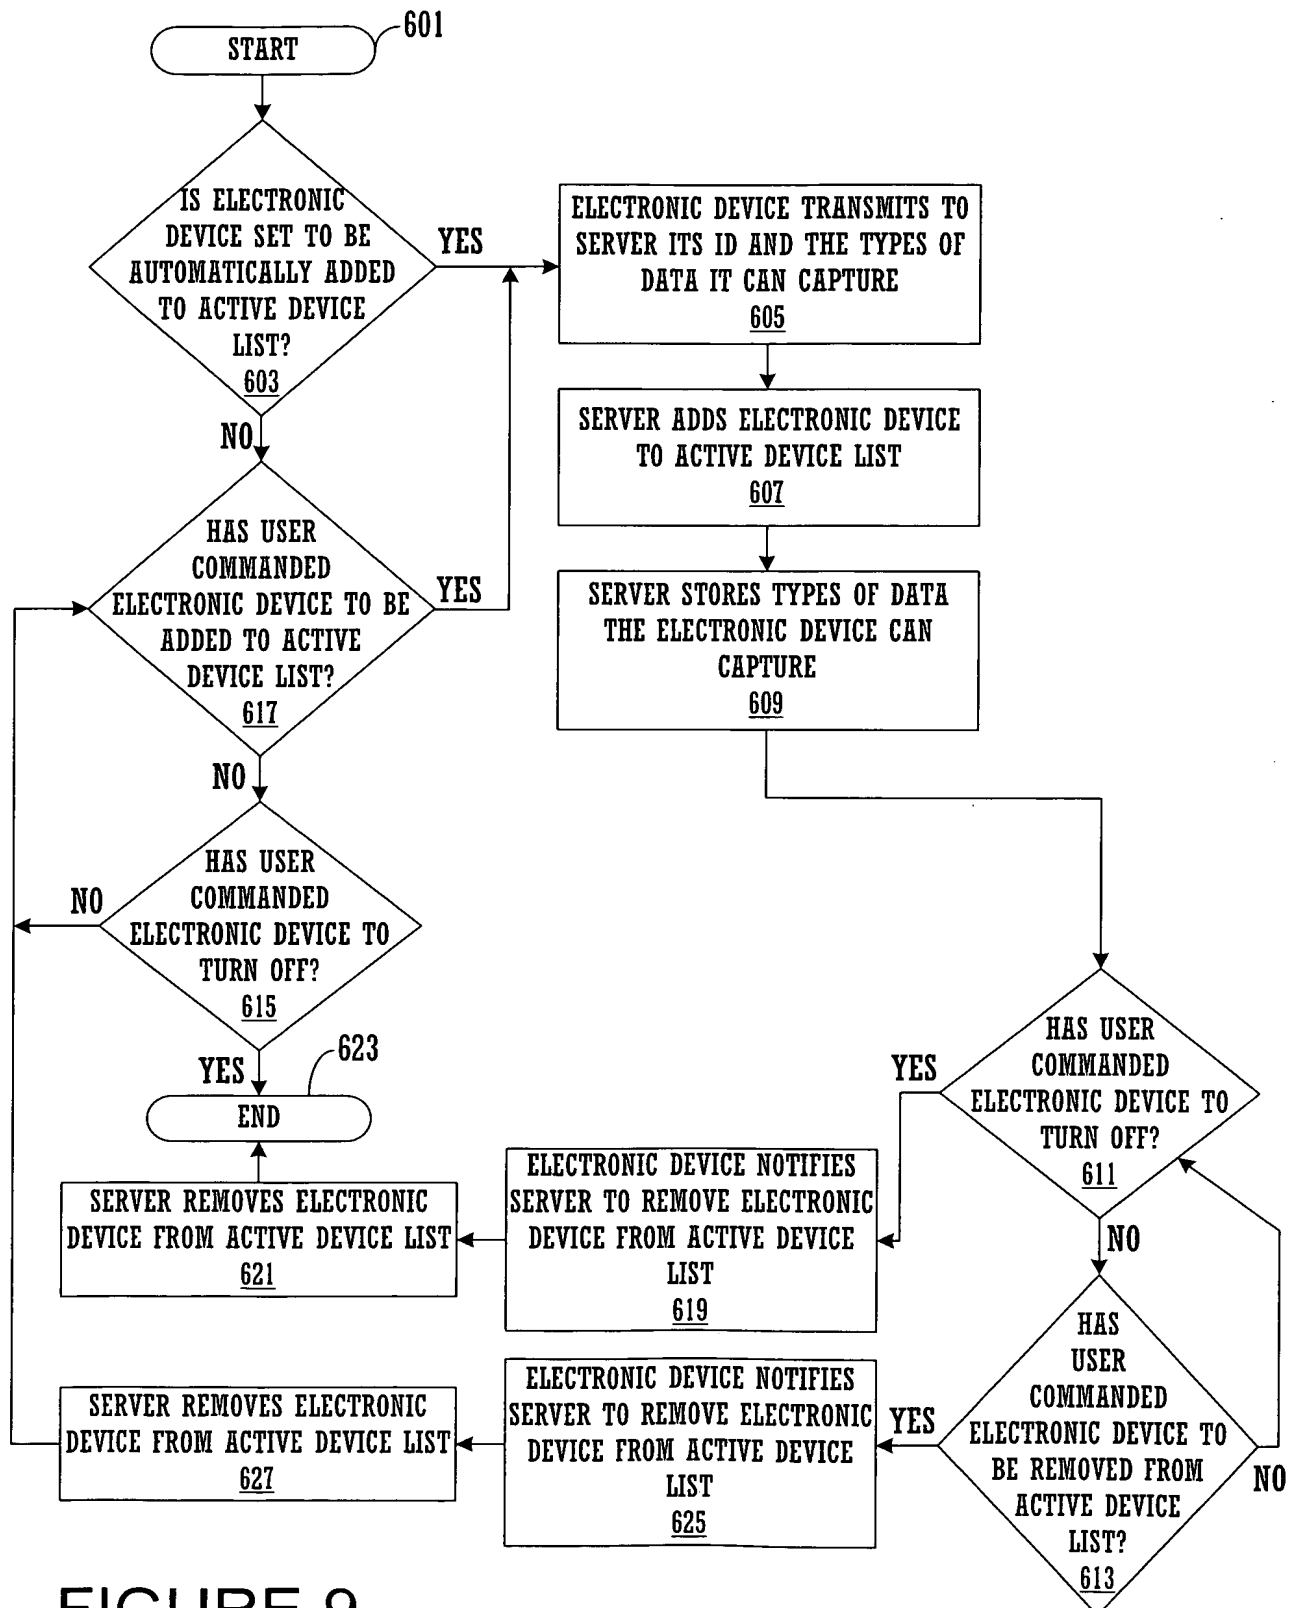 601
START
IS ELECTRONIC
DEVICE SET TO BE
AUTOMATICALLY ADDED
TO ACTIVE DEVICE
LIST?
603
YES
NO
ELECTRONIC DEVICE TRANSMITS TO
SERVER ITS ID AND THE TYPES OF
DATA IT CAN CAPTURE
605
SERVER ADDS ELECTRONIC DEVICE
TO ACTIVE DEVICE LIST
607
SERVER STORES TYPES OF DATA
THE ELECTRONIC DEVICE CAN
CAPTURE
609
HAS USER
COMMANDED
ELECTRONIC DEVICE TO BE
ADDED TO ACTIVE
DEVICE LIST?
617
YES
NO
HAS USER
COMMANDED
ELECTRONIC DEVICE TO
TURN OFF?
615
NO
YES
623
END
HAS USER
COMMANDED
ELECTRONIC DEVICE TO
TURN OFF?
611
YES
NO
ELECTRONIC DEVICE NOTIFIES
SERVER TO REMOVE ELECTRONIC
DEVICE FROM ACTIVE DEVICE
LIST
619
SERVER REMOVES ELECTRONIC
DEVICE FROM ACTIVE DEVICE LIST
621
HAS
USER
COMMANDED
ELECTRONIC DEVICE TO
BE REMOVED FROM
ACTIVE DEVICE
LIST?
613
YES
NO
ELECTRONIC DEVICE NOTIFIES
SERVER TO REMOVE ELECTRONIC
DEVICE FROM ACTIVE DEVICE
LIST
625
SERVER REMOVES ELECTRONIC
DEVICE FROM ACTIVE DEVICE LIST
627
FIGURE 9